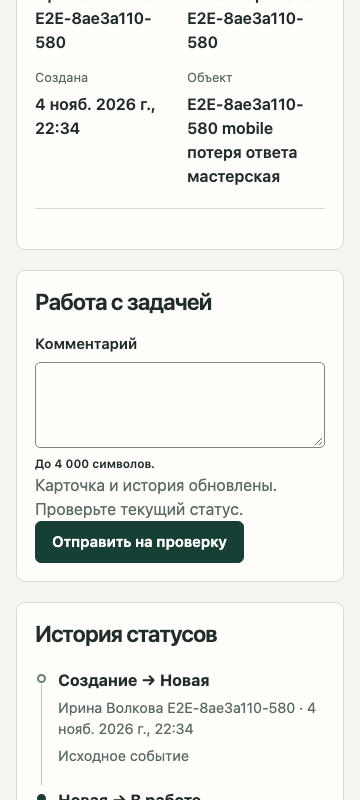 E2E-8ae3a110-
580
E2E-8ae3a110-
580
Создана
4 нояб. 2026 г.,
22:34
Объект
E2E-8ae3a110-
580 mobile
потеря ответа
мастерская
Работа с задачей
Комментарий
До 4 000 символов.
Карточка и история обновлены.
Проверьте текущий статус.
Отправить на проверку
История статусов
Создание → Новая
Ирина Волкова E2E-8ae3a110-580 · 4
нояб. 2026 г., 22:34
Исходное событие
Новая → В работе